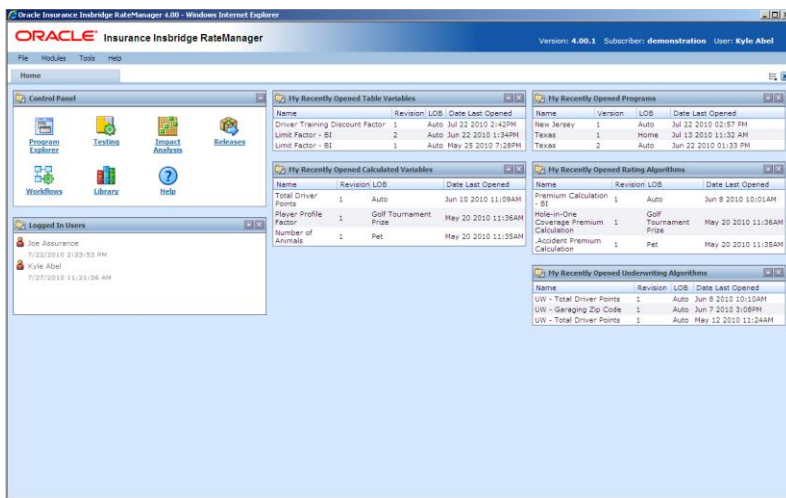 Oracle Insurance Insbridge RateManager 4.00 - Windows Internet Explorer
ORACLE Insurance Insbridge RateManager
Version: 4.00.1 Subscriber: demonstration User: Kyle Abel
File Modules Tools Help
Home
Control Panel
Program Explorer
Testing
Impact Analysis
Releases
Workflows
Library
Help
Logged In Users
Joe Assurance
7/22/2010 2:33:53 PM
Kyle Abel
7/27/2010 11:21:36 AM
My Recently Opened Table Variables
Name Revision LOB Date Last Opened
Driver Training Discount Factor 1 Auto Jul 22 2010 2:42PM
Limit Factor - BI 2 Auto Jun 22 2010 1:34PM
Limit Factor - BI 1 Auto May 25 2010 7:28PM
My Recently Opened Calculated Variables
Name Revision LOB Date Last Opened
Total Driver Points 1 Auto Jun 10 2010 11:09AM
Player Profile Factor 1 Golf Tournament Prize May 20 2010 11:36AM
Number of Animals 1 Pet May 20 2010 11:35AM
My Recently Opened Programs
Name Version LOB Date Last Opened
New Jersey 1 Auto Jul 22 2010 02:57 PM
Texas 1 Home Jul 13 2010 11:32 AM
Texas 2 Auto Jun 22 2010 01:33 PM
My Recently Opened Rating Algorithms
Name Revision LOB Date Last Opened
Premium Calculation - BI 1 Auto Jun 8 2010 10:01AM
Hole-in-One Coverage Premium Calculation 1 Golf Tournament Prize May 20 2010 11:36AM
.Accident Premium Calculation 1 Pet May 20 2010 11:35AM
My Recently Opened Underwriting Algorithms
Name Revision LOB Date Last Opened
UW - Total Driver Points 1 Auto Jun 8 2010 10:10AM
UW - Garaging Zip Code 1 Auto Jun 7 2010 3:08PM
UW - Total Driver Points 1 Auto May 12 2010 11:24AM